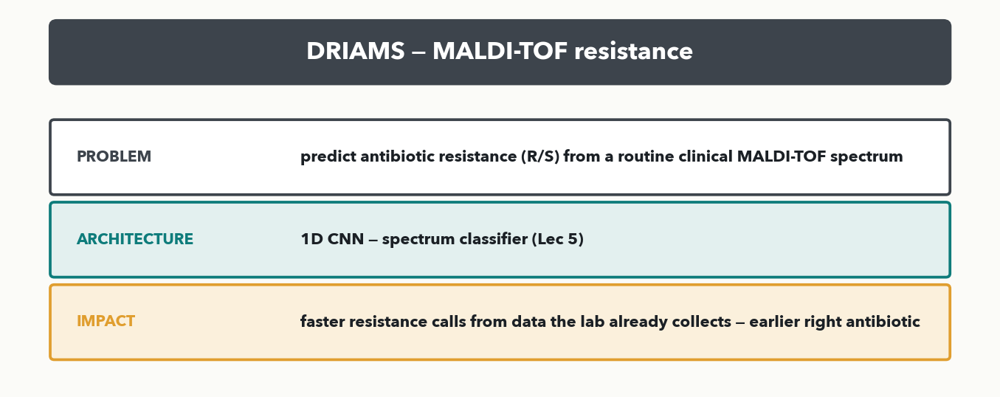 DRIAMS – MALDI-TOF resistance
PROBLEM predict antibiotic resistance (R/S) from a routine clinical MALDI-TOF spectrum
ARCHITECTURE 1D CNN – spectrum classifier (Lec 5)
IMPACT faster resistance calls from data the lab already collects – earlier right antibiotic